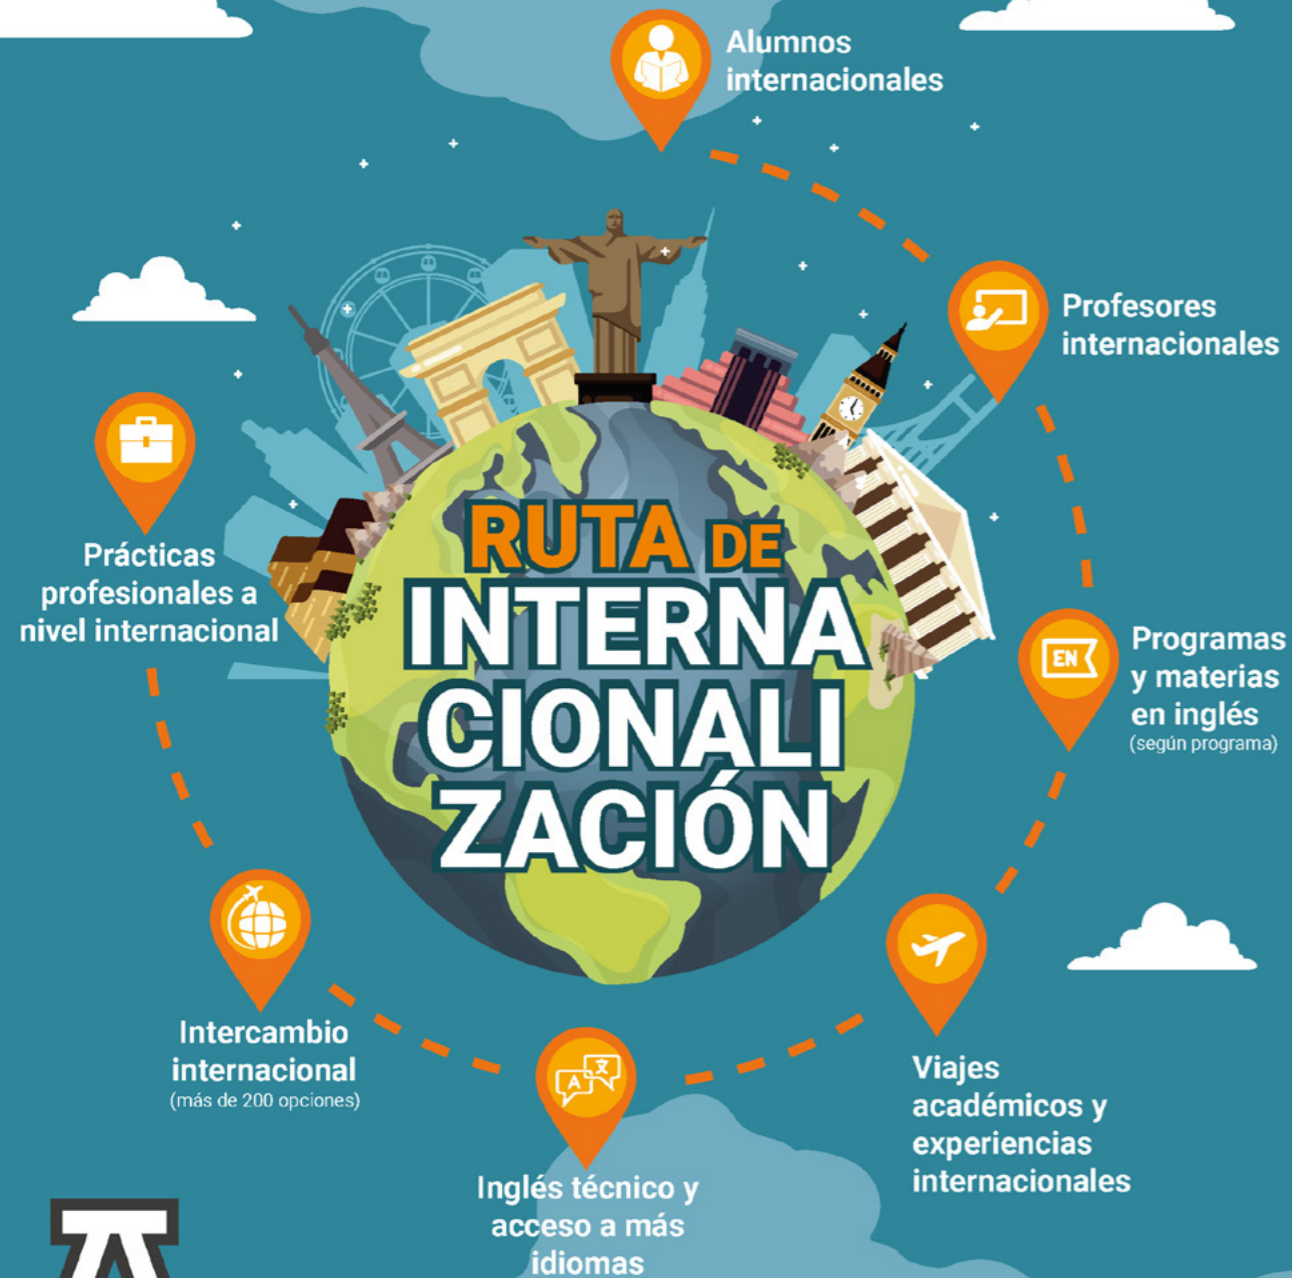 Alumnos
internacionales
Profesores
internacionales
Programas
y materias
en inglés
(según programa)
Viajes
académicos y
experiencias
internacionales
Inglés técnico y
acceso a más
idiomas
Intercambio
internacional
(más de 200 opciones)
Prácticas
profesionales a
nivel internacional
RUTA DE
INTERNA
CIONALI
ZACIÓN
EN
A 文
A